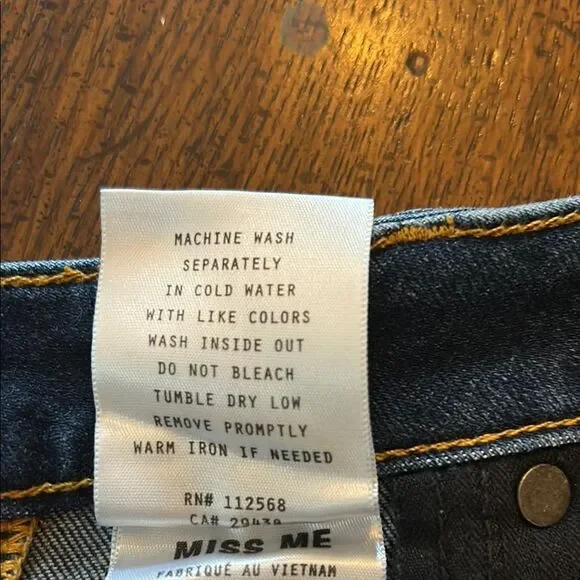 MACHINE WASH
SEPARATELY
IN COLD WATER
WITH LIKE COLORS
WASH INSIDE OUT
DO NOT BLEACH
TUMBLE DRY LOW
REMOVE PROMPTLY
WARM IRON IF NEEDED
RN# 112568
CA#
MISS ME
FABRIQUÉ AU VIETNAM